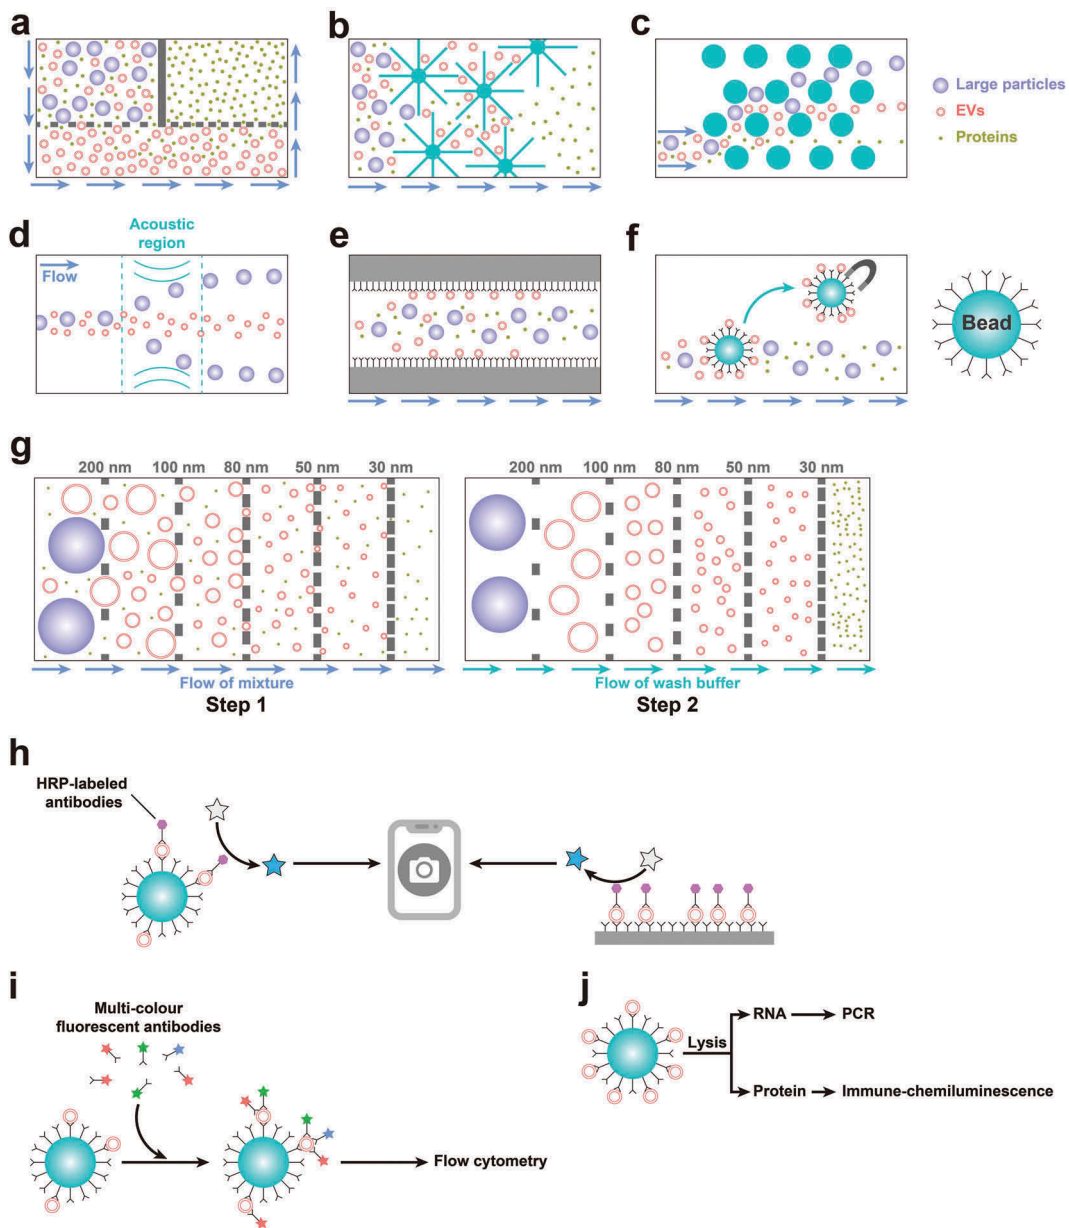 a
b
c
Large particles
EVs
Proteins
d
Acoustic
region
Flow
e
f
Bead
g
200 nm 100 nm 80 nm 50 nm 30 nm
Flow of mixture
Step 1
200 nm 100 nm 80 nm 50 nm 30 nm
Flow of wash buffer
Step 2
h
HRP-labeled
antibodies
i
Multi-colour
fluorescent antibodies
Flow cytometry
j
Lysis
RNA
PCR
Protein
Immune-chemiluminescence